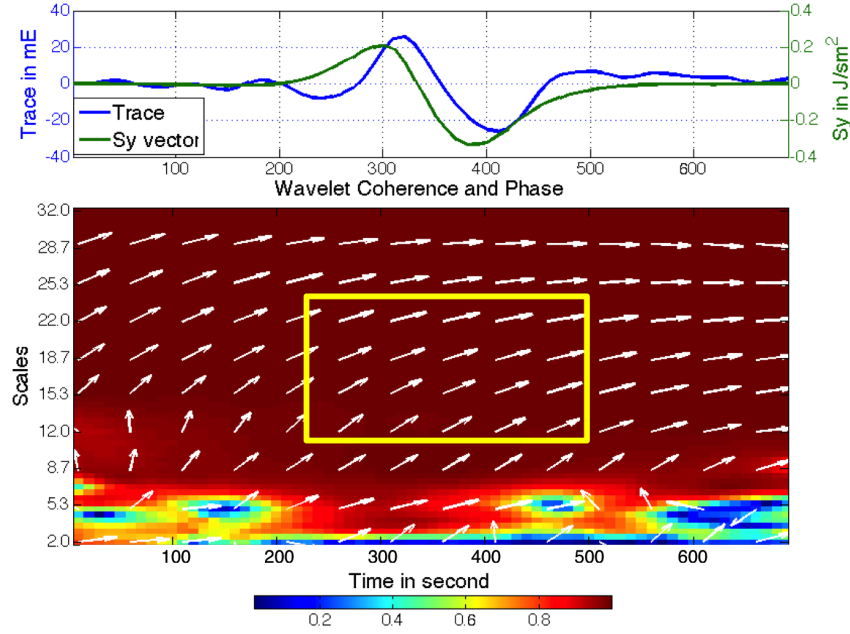 40
20
0
-20
-40
Trace in mE
Trace
Sy vector
0.4
0.2
0
-0.2
-0.4
Sy in J/sm²
100 200 300 400 500 600
Wavelet Coherence and Phase
32.0
28.7
25.3
22.0
18.7
15.3
12.0
8.7
5.3
2.0
Scales
100 200 300 400 500 600
Time in second
0.2 0.4 0.6 0.8